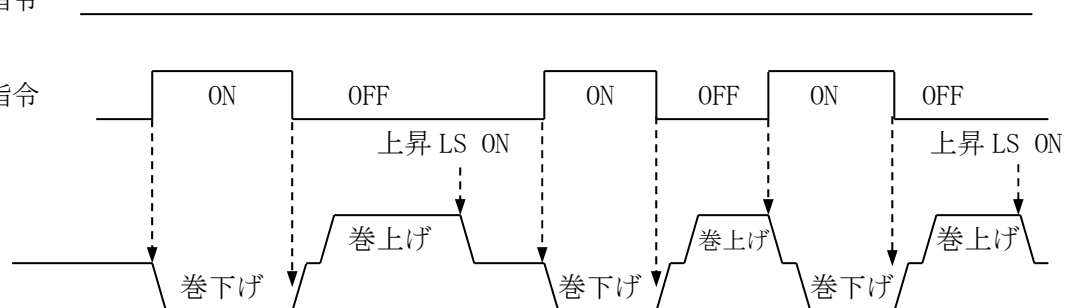 指令
指令 ON OFF ON OFF ON OFF
上昇 LS ON 上昇 LS ON
巻上げ 巻上げ 巻上げ
巻下げ 巻下げ 巻下げ